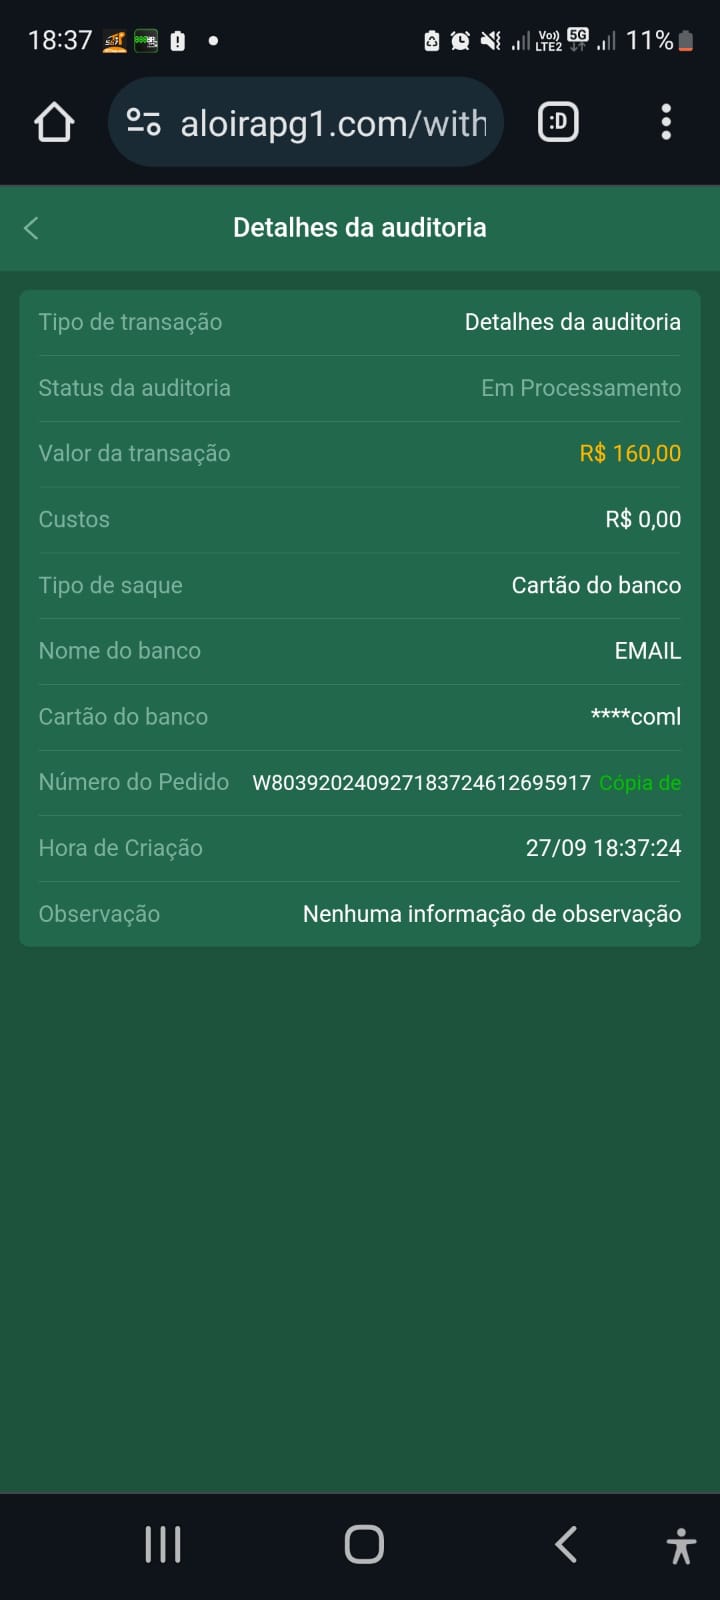 18:37 11%
Vo)) LTE2 5G
aloirapg1.com/with :D
Detalhes da auditoria
Tipo de transação Detalhes da auditoria
Status da auditoria Em Processamento
Valor da transação R$ 160,00
Custos R$ 0,00
Tipo de saque Cartão do banco
Nome do banco EMAIL
Cartão do banco ****coml
Número do Pedido W803920240927183724612695917 Cópia de
Hora de Criação 27/09 18:37:24
Observação Nenhuma informação de observação